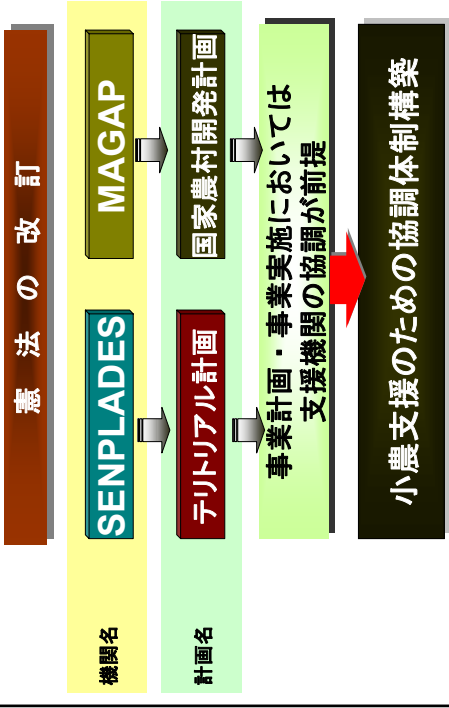 憲法の改訂
機関名
SENPLADES
MAGAP
計画名
テリトリアル計画
国家農村開発計画
事業計画・事業実施においては
支援機関の協調が前提
小農支援のための協調体制構築